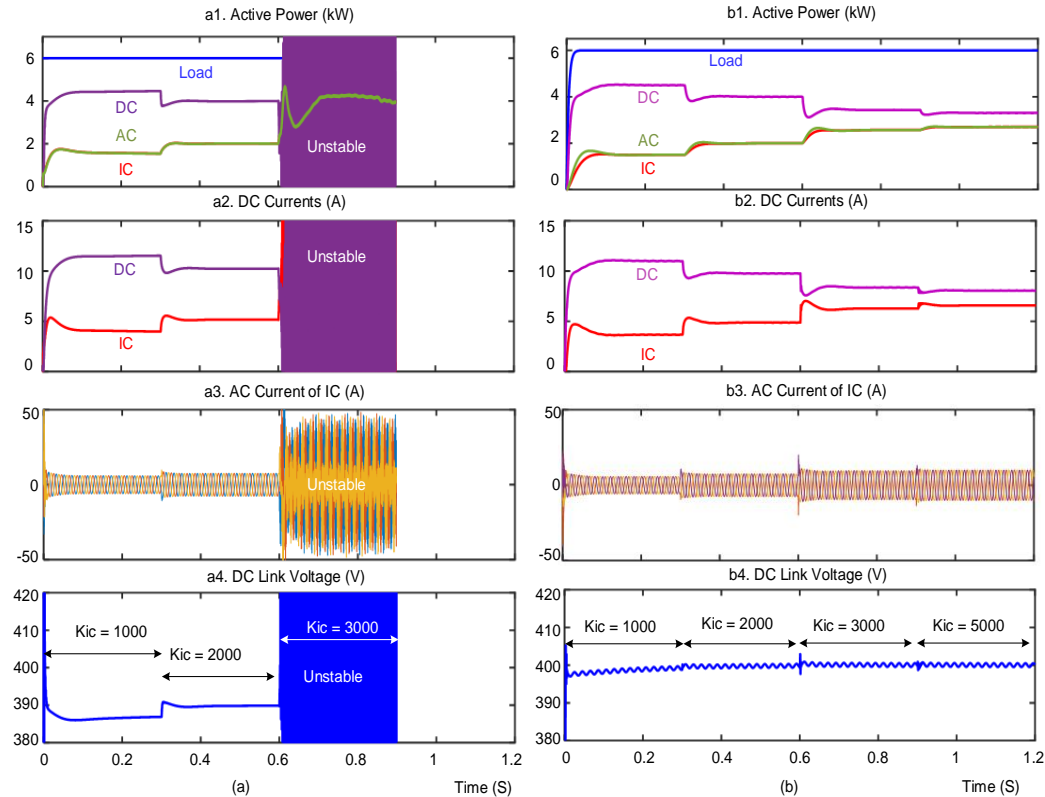 a1. Active Power (kW)
6
4
2
0
Load
DC
AC
IC
Unstable
a2. DC Currents (A)
15
10
5
0
DC
IC
Unstable
a3. AC Current of IC (A)
50
0
-50
Unstable
a4. DC Link Voltage (V)
420
410
400
390
380
Kic = 1000
Kic = 2000
Kic = 3000
Unstable
0 0.2 0.4 0.6 0.8 1 1.2
(a) Time (S)
b1. Active Power (kW)
6
4
2
0
Load
DC
AC
IC
b2. DC Currents (A)
15
10
5
0
DC
IC
b3. AC Current of IC (A)
50
0
-50
b4. DC Link Voltage (V)
420
410
400
390
380
Kic = 1000 Kic = 2000 Kic = 3000 Kic = 5000
0 0.2 0.4 0.6 0.8 1 1.2
(b) Time (S)